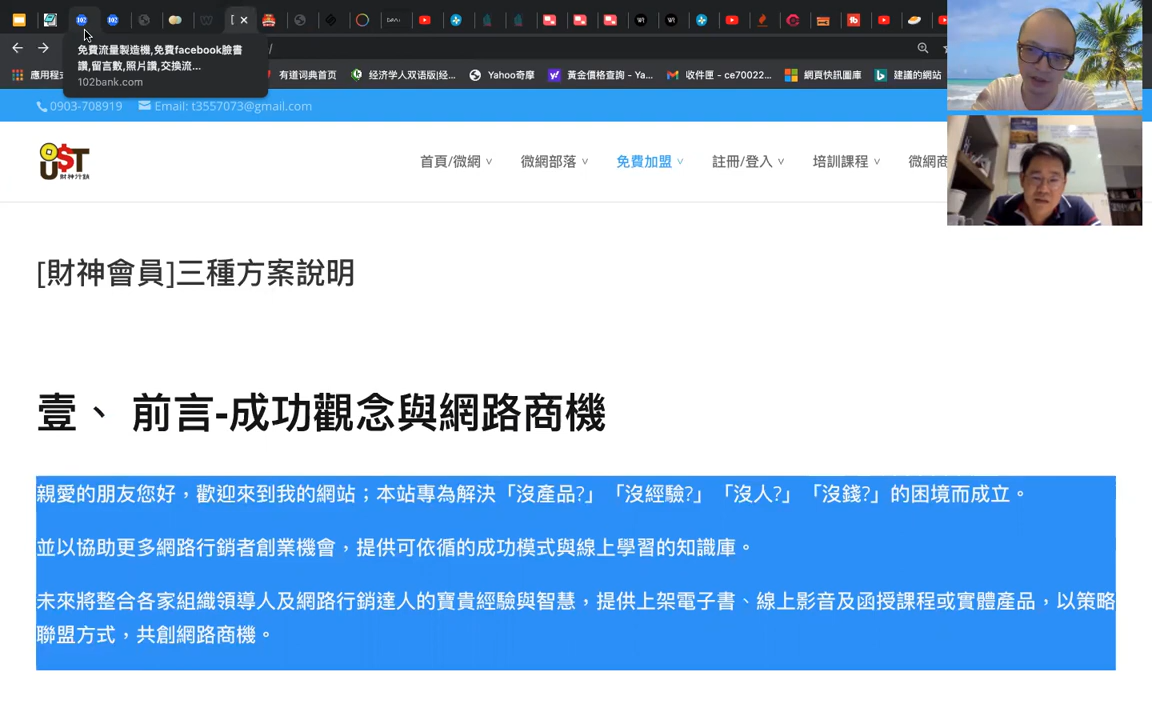 102
102
免費流量製造機,免費facebook臉書
讚,留言數,照片讚,交換流...
102bank.com
應用程式
有道词典首页
经济学人双语版|经...
Yahoo奇摩
黃金價格查詢 - Ya...
收件匣 - ce70022...
網頁快訊圖庫
建議的網站
0903-708919
Email: t3557073@gmail.com
UST
首頁/微網
微網部落
免費加盟
註冊/登入
培訓課程
微網商
[財神會員]三種方案說明
壹、 前言-成功觀念與網路商機
親愛的朋友您好，歡迎來到我的網站；本站專為解決「沒產品?」「沒經驗?」「沒人?」「沒錢?」的困境而成立。
並以協助更多網路行銷者創業機會，提供可依循的成功模式與線上學習的知識庫。
未來將整合各家組織領導人及網路行銷達人的寶貴經驗與智慧，提供上架電子書、線上影音及函授課程或實體產品，以策略
聯盟方式，共創網路商機。